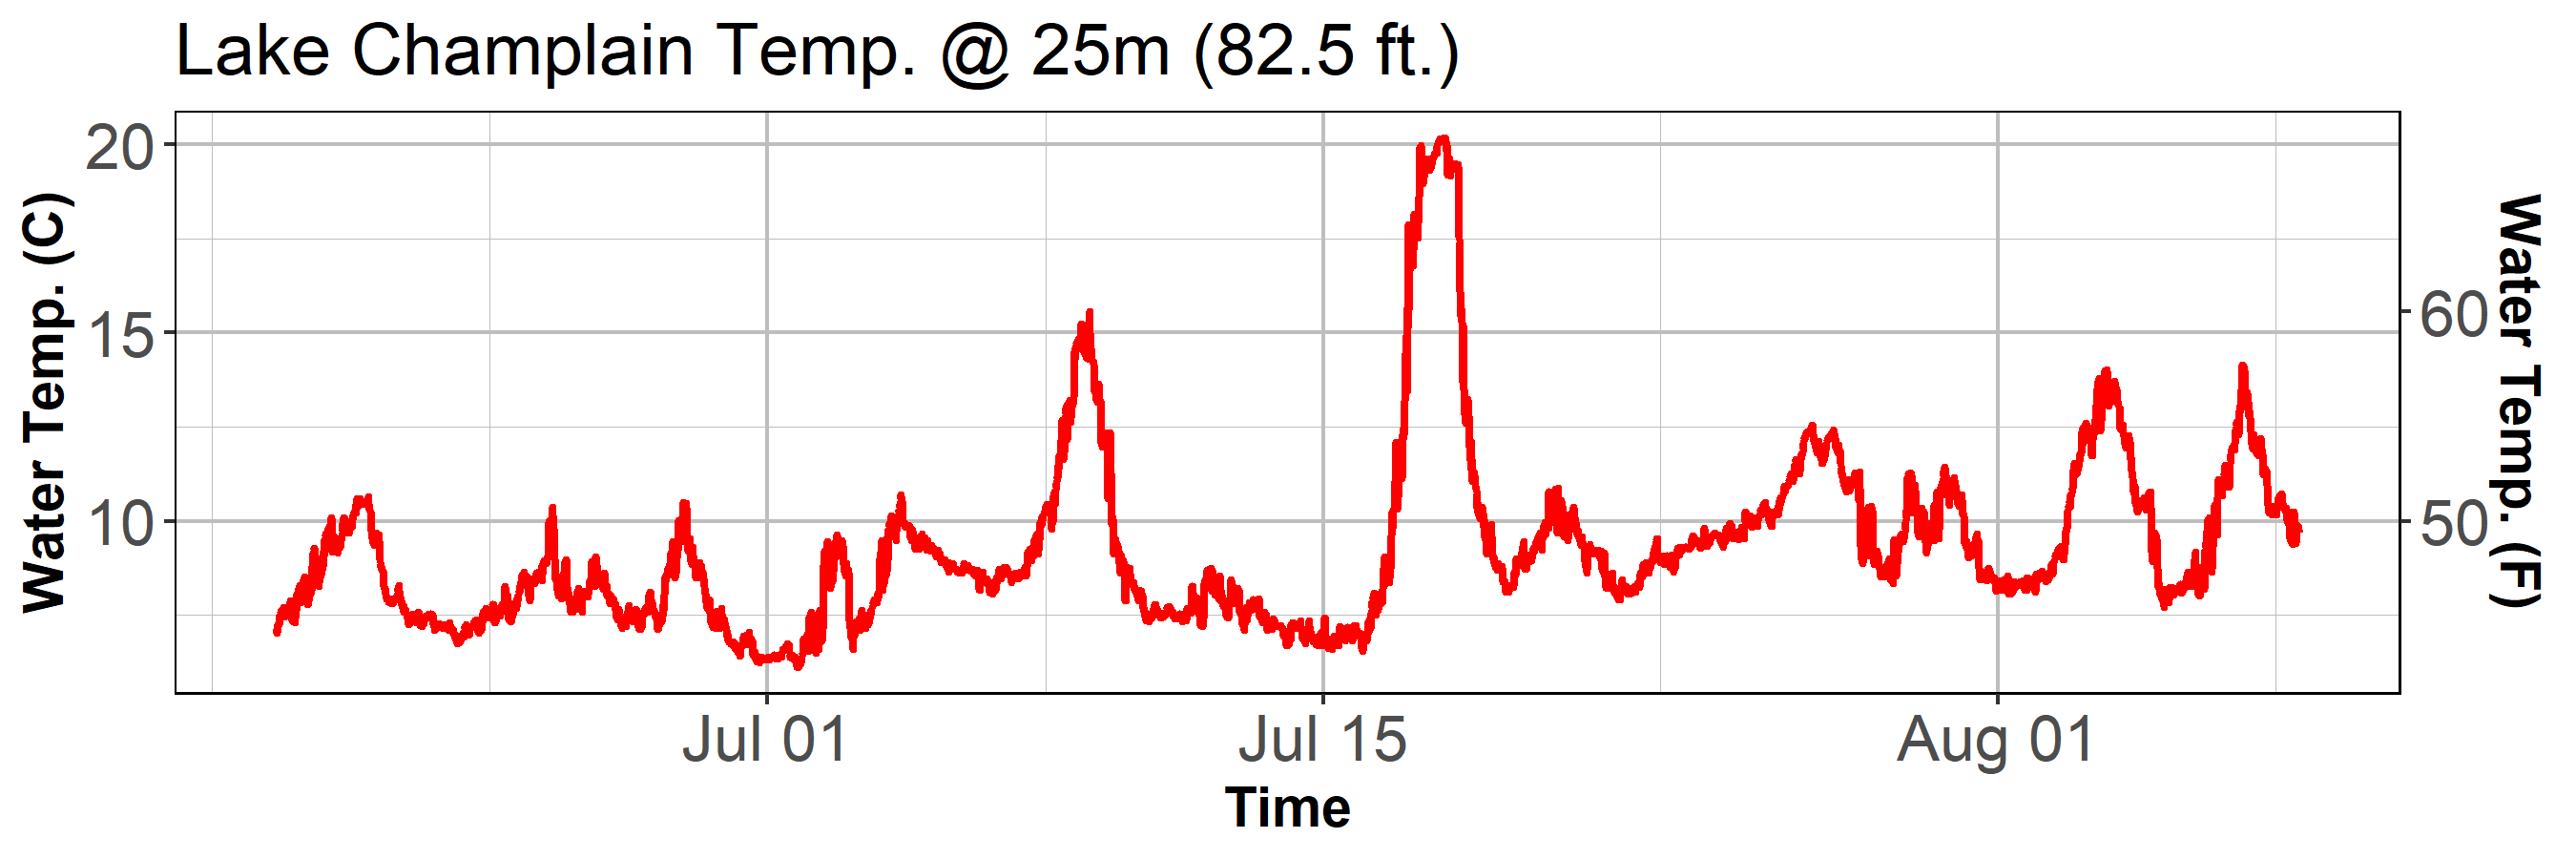 Lake Champlain Temp. @ 25m (82.5 ft.)
Water Temp. (C)
20
15
10
60
50
Water Temp. (F)
Jul 01
Jul 15
Aug 01
Time